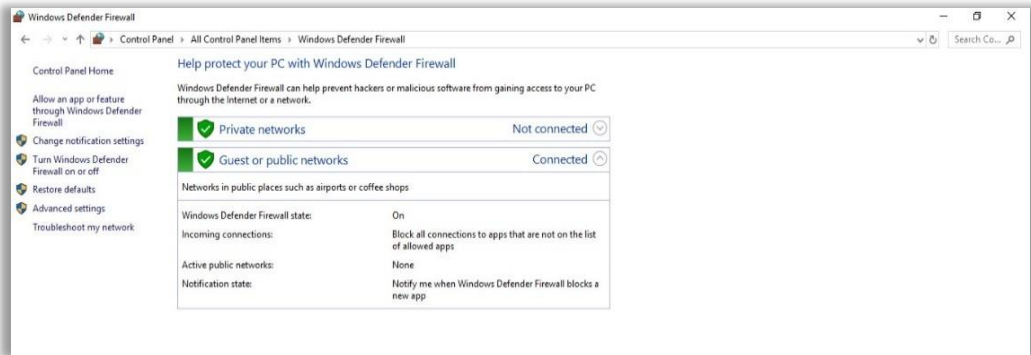 Windows Defender Firewall
Control Panel > All Control Panel Items > Windows Defender Firewall
Search Co...
Control Panel Home
Allow an app or feature
through Windows Defender
Firewall
Change notification settings
Turn Windows Defender
Firewall on or off
Restore defaults
Advanced settings
Troubleshoot my network
Help protect your PC with Windows Defender Firewall
Windows Defender Firewall can help prevent hackers or malicious software from gaining access to your PC
through the Internet or a network.
Private networks Not connected
Guest or public networks Connected
Networks in public places such as airports or coffee shops
Windows Defender Firewall state: On
Incoming connections: Block all connections to apps that are not on the list
of allowed apps
Active public networks: None
Notification state: Notify me when Windows Defender Firewall blocks a
new app